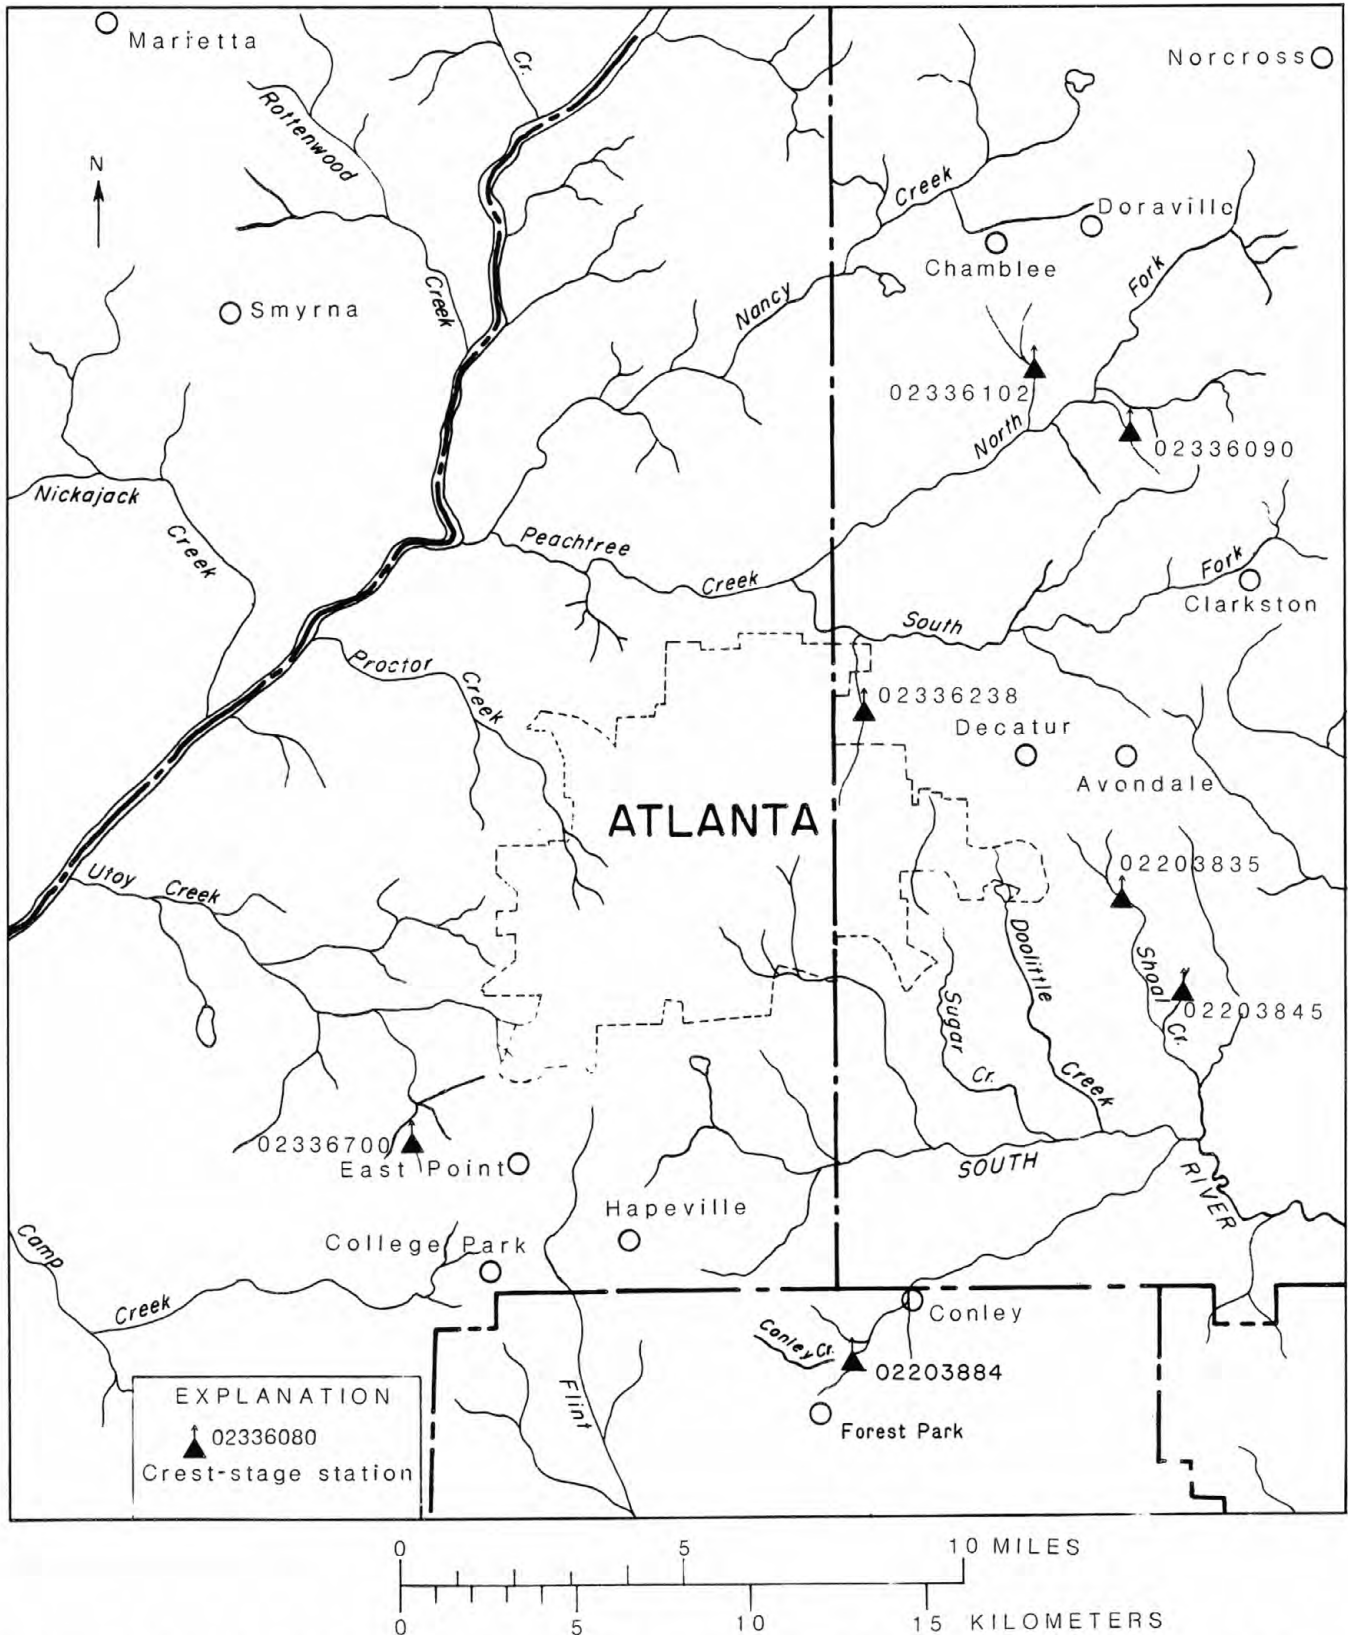 Marietta
Cr.
Norcross
Rottenwood
N
Creek
Doraville
Chamble​e
Fork
Creek
Nancy
Smyrna
02336102
North
02336090
Nickajack
Creek
Peachtree
Creek
Fork
Clarkston
South
Proctor
Creek
02336238
Decatur
Avondale
ATLANTA
02203835
Utoy Creek
Doolittle
Shoal
Sugar
02203845
Cr.
Cr.
Creek
02336700
East Point
SOUTH
RIVER
Hapeville
Camp
College Park
Creek
Conley
Conley Cr.
02203884
Flint
Forest Park
EXPLANATION
02336080
Crest-stage station
0 5 10 MILES
0 5 10 15 KILOMETERS